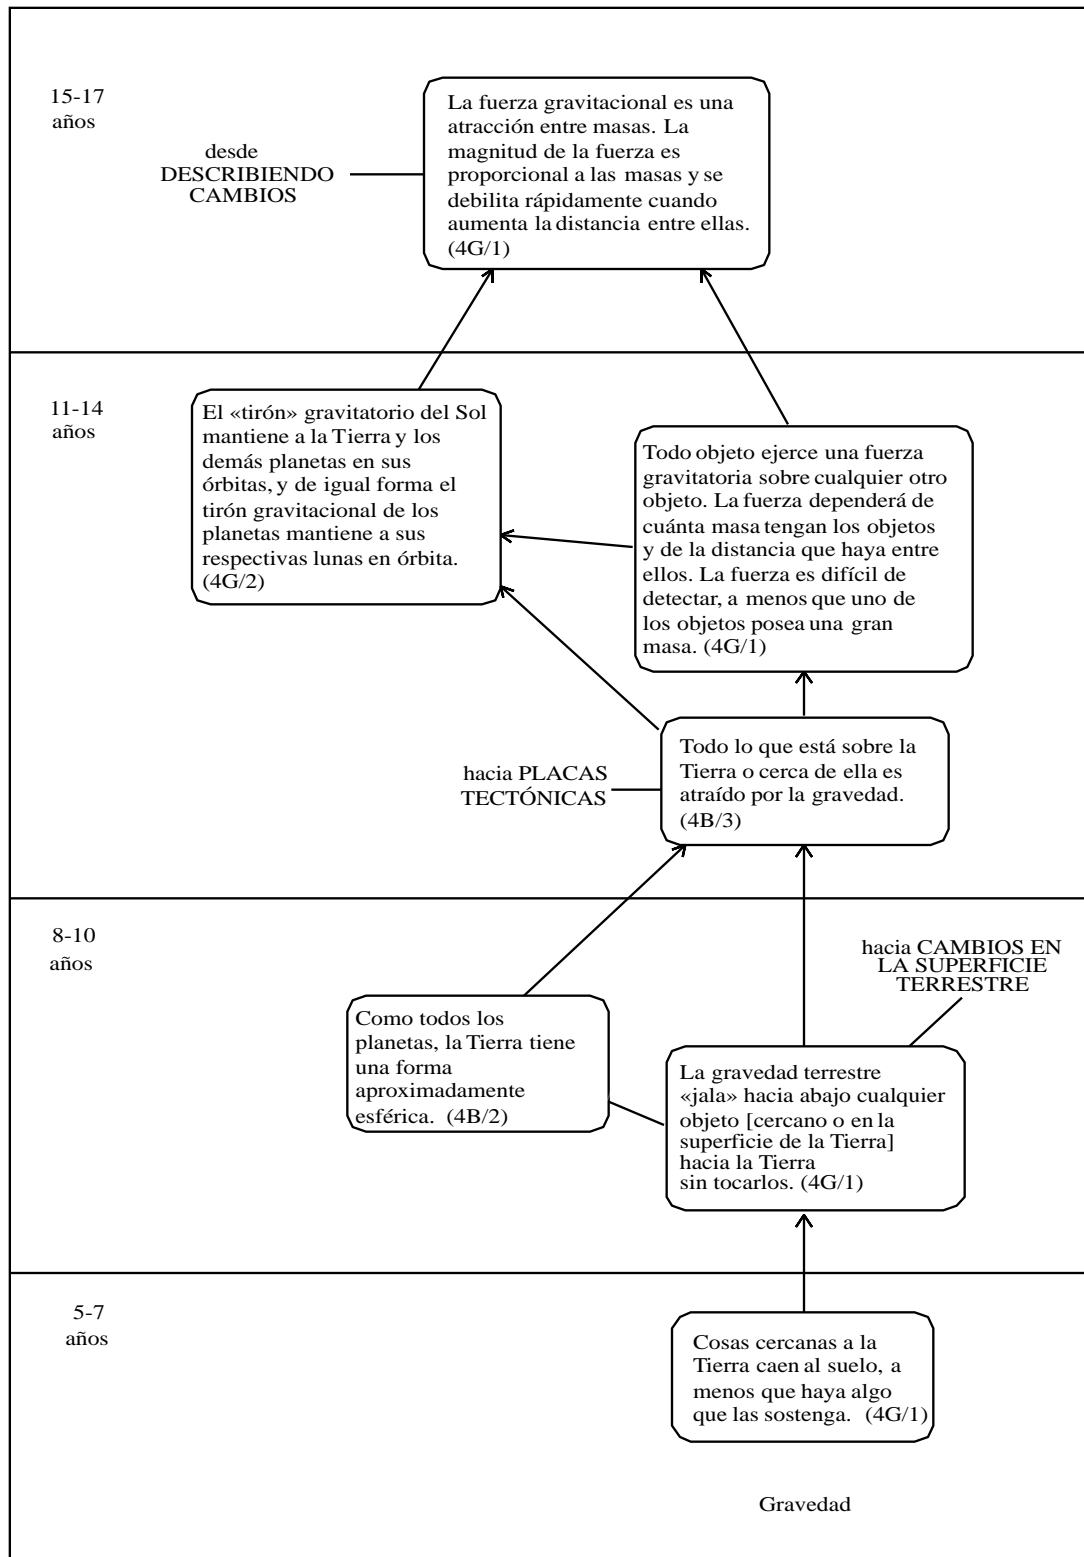 15-17
años
desde
DESCRIBIENDO
CAMBIOS
La fuerza gravitacional es una
atracción entre masas. La
magnitud de la fuerza es
proporcional a las masas y se
debilita rápidamente cuando
aumenta la distancia entre ellas.
(4G/1)
11-14
años
El «tirón» gravitatorio del Sol
mantiene a la Tierra y los
demás planetas en sus
órbitas, y de igual forma el
tirón gravitacional de los
planetas mantiene a sus
respectivas lunas en órbita.
(4G/2)
Todo objeto ejerce una fuerza
gravitatoria sobre cualquier otro
objeto. La fuerza dependerá de
cuánta masa tengan los objetos
y de la distancia que haya entre
ellos. La fuerza es difícil de
detectar, a menos que uno de
los objetos posea una gran
masa. (4G/1)
hacia PLACAS
TECTÓNICAS
Todo lo que está sobre la
Tierra o cerca de ella es
atraído por la gravedad.
(4B/3)
8-10
años
hacia CAMBIOS EN
LA SUPERFICIE
TERRESTRE
Como todos los
planetas, la Tierra tiene
una forma
aproximadamente
esférica. (4B/2)
La gravedad terrestre
«jala» hacia abajo cualquier
objeto [cercano o en la
superficie de la Tierra]
hacia la Tierra
sin tocarlos. (4G/1)
5-7
años
Cosas cercanas a la
Tierra caen al suelo, a
menos que haya algo
que las sostenga. (4G/1)
Gravedad